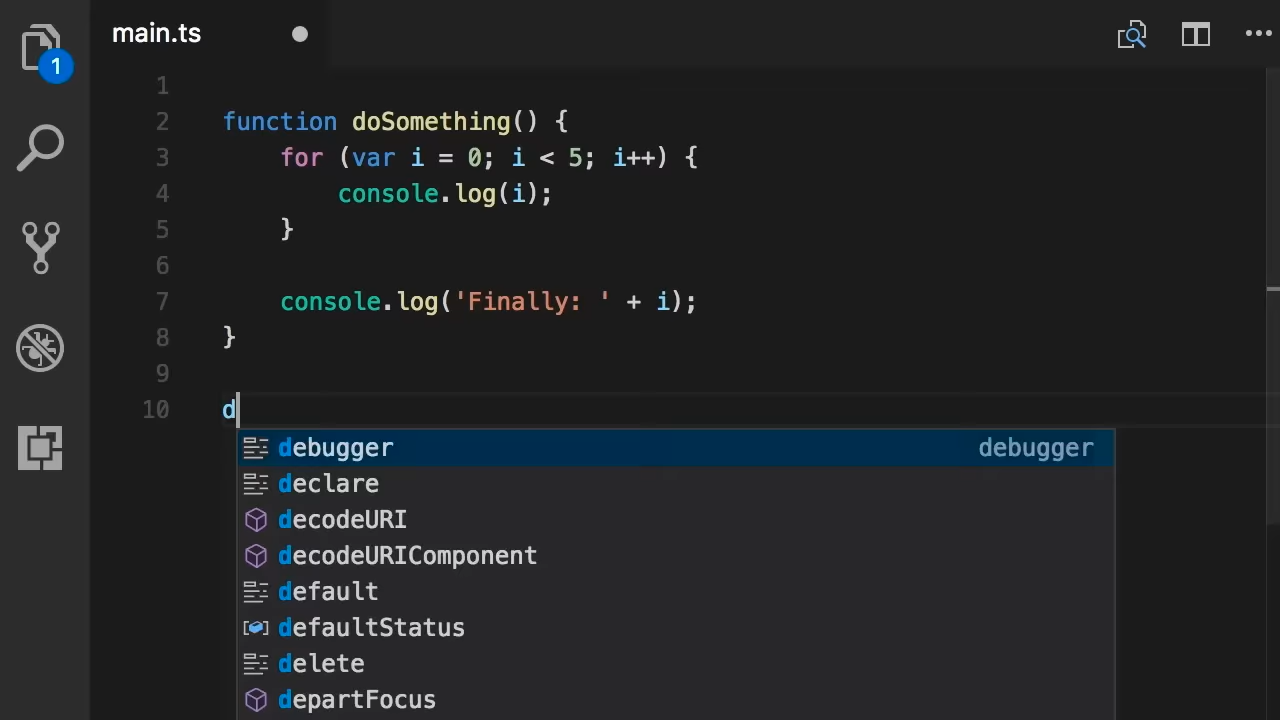 main.ts
1
1
2 function doSomething() {
3 for (var i = 0; i < 5; i++) {
4 console.log(i);
5 }
6
7 console.log('Finally: ' + i);
8 }
9
10 d
debugger debugger
declare
decodeURI
decodeURIComponent
default
defaultStatus
delete
departFocus